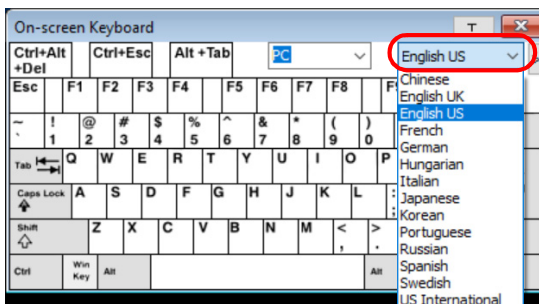 On-screen Keyboard
Ctrl+Alt
+Del
Ctrl+Esc
Alt +Tab
PC
English US
Esc F1 F2 F3 F4 F5 F6 F7 F8
~ ! @ # $ % ^ & * ( )
` 1 2 3 4 5 6 7 8 9 0
Tab Q W E R T Y U I O P
Caps Lock A S D F G H J K L :
;
Shift Z X C V B N M < >
, .
Ctrl Win
Key Alt Alt
Chinese
English UK
English US
French
German
Hungarian
Italian
Japanese
Korean
Portuguese
Russian
Spanish
Swedish
US International